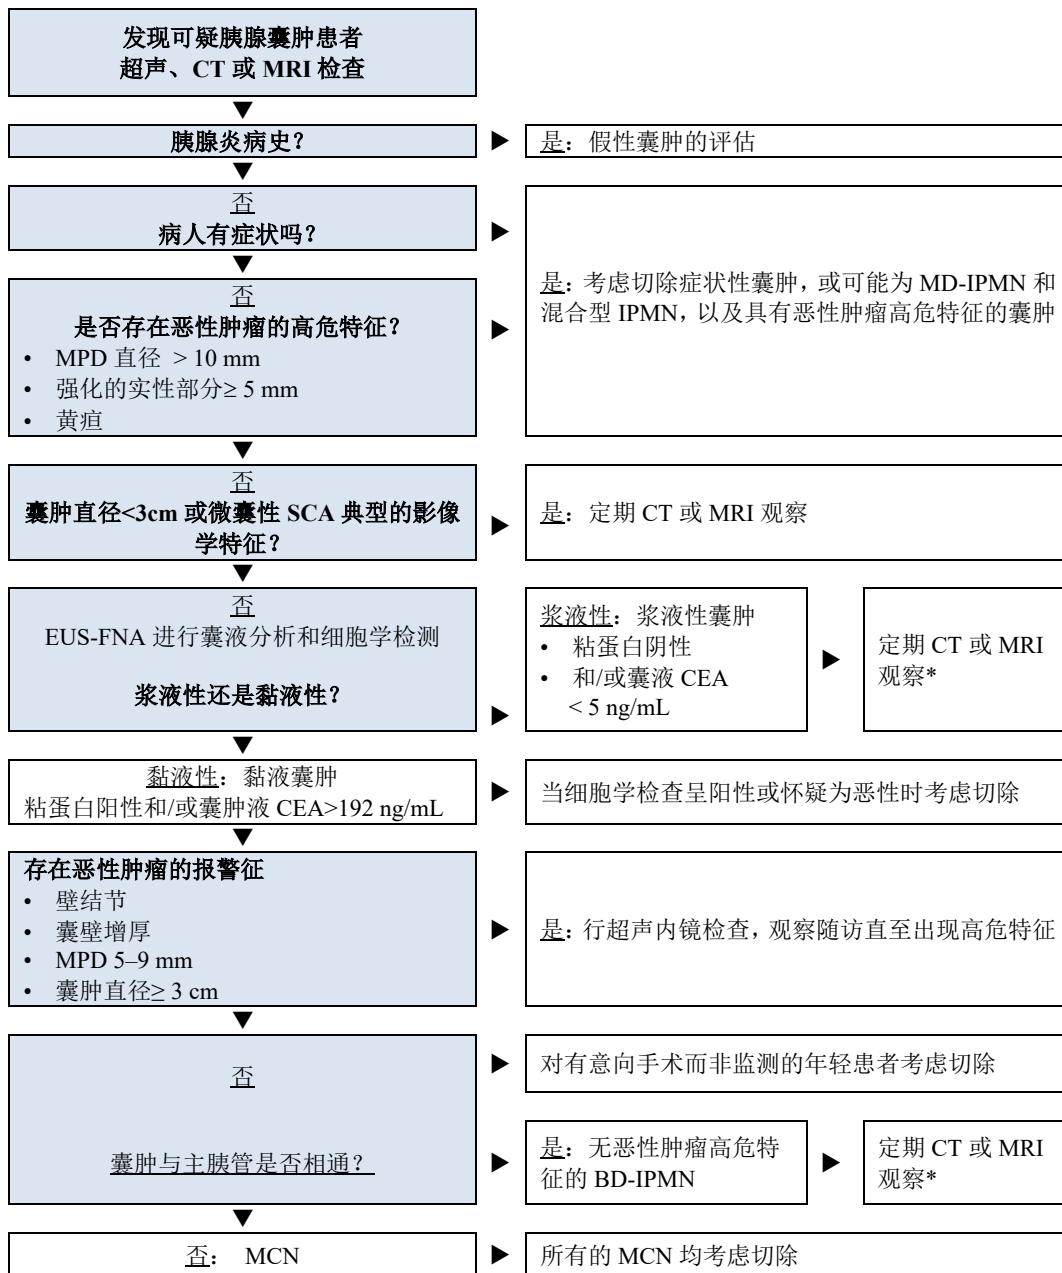 发现可疑胰腺囊肿患者
超声、CT 或 MRI 检查
▼
胰腺炎病史？
▶
是：假性囊肿的评估
▼
否
病人有症状吗？
▶
▼
否
是否存在恶性肿瘤的高危特征？
• MPD 直径 > 10 mm
• 强化的实性部分≥ 5 mm
• 黄疸
▶
是：考虑切除症状性囊肿，或可能为 MD-IPMN 和
混合型 IPMN，以及具有恶性肿瘤高危特征的囊肿
▼
否
囊肿直径<3cm 或微囊性 SCA 典型的影像
学特征？
▶
是：定期 CT 或 MRI 观察
▼
否
EUS-FNA 进行囊液分析和细胞学检测
浆液性还是黏液性？
▶
浆液性：浆液性囊肿
• 粘蛋白阴性
• 和/或囊液 CEA
< 5 ng/mL
▶
定期 CT 或 MRI
观察*
▼
黏液性：黏液囊肿
粘蛋白阳性和/或囊肿液 CEA>192 ng/mL
▶
当细胞学检查呈阳性或怀疑为恶性时考虑切除
▼
存在恶性肿瘤的报警征
• 壁结节
• 囊壁增厚
• MPD 5–9 mm
• 囊肿直径≥ 3 cm
▶
是：行超声内镜检查，观察随访直至出现高危特征
▼
否
▶
对有意向手术而非监测的年轻患者考虑切除
囊肿与主胰管是否相通？
▶
是：无恶性肿瘤高危特
征的 BD-IPMN
▶
定期 CT 或 MRI
观察*
▼
否： MCN
▶
所有的 MCN 均考虑切除